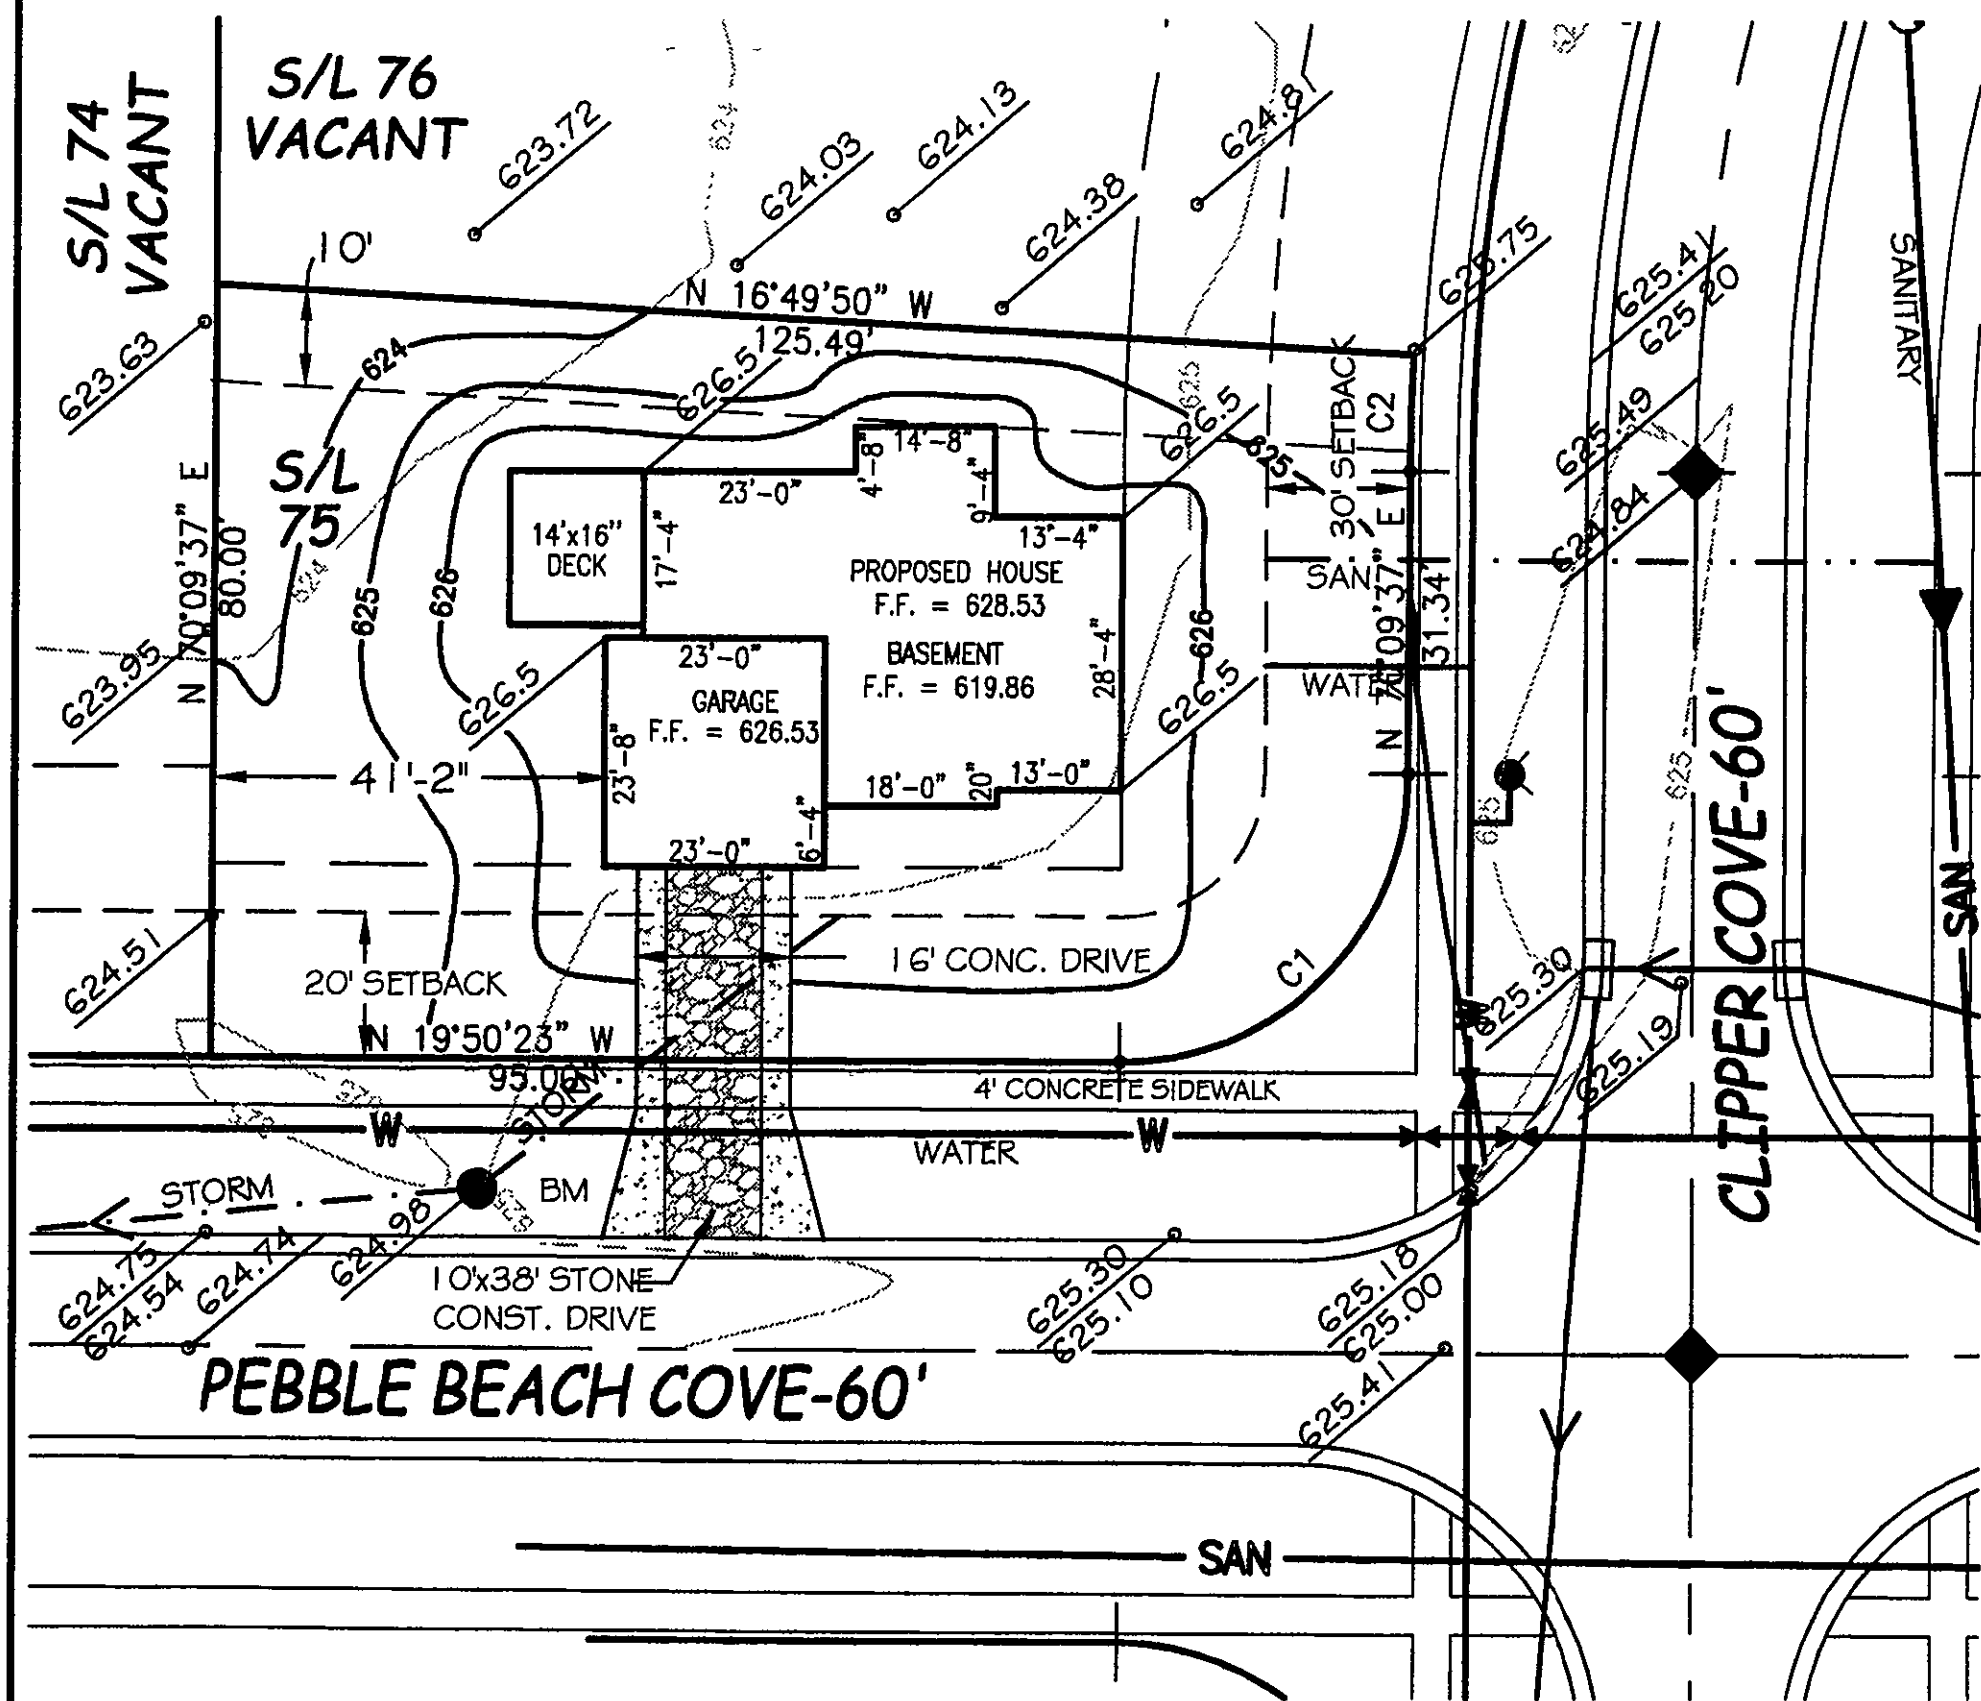 S/L 74
VACANT
S/L 76
VACANT
623.72
624
624.03
624.13
624.81
624.38
625.75
625.41
625.20
SANITARY
10'
N 16°49'50" W
125.49'
623.63
624
626.5
625
626.5
30' SETBACK
C2
625.49
624.84
S/L
75
N 70°09'37" E
80.00'
624
625
626
14'x16"
DECK
23'-0"
4'-8"
14'-8"
9'-4"
13'-4"
17'-4"
PROPOSED HOUSE
F.F. = 628.53
BASEMENT
F.F. = 619.86
28'-4"
626
625
SAN.
WATER
N 70°09'37" E
31.34'
623.95
626.5
23'-0"
GARAGE
F.F. = 626.53
23'-8"
626.5
41'-2"
18'-0"
20"
13'-0"
6'-4"
23'-0"
625
625
CLIPPER COVE-60'
SAN
624.51
20' SETBACK
16' CONC. DRIVE
C1
W
625.30
625.19
N 19°50'23" W
95.00'
STORM
4' CONCRETE SIDEWALK
W
WATER
W
STORM
BM
624.75
624.54
624.74
624.98
10'x38' STONE
CONST. DRIVE
625.30
625.10
625.18
625.00
625.41
PEBBLE BEACH COVE-60'
SAN